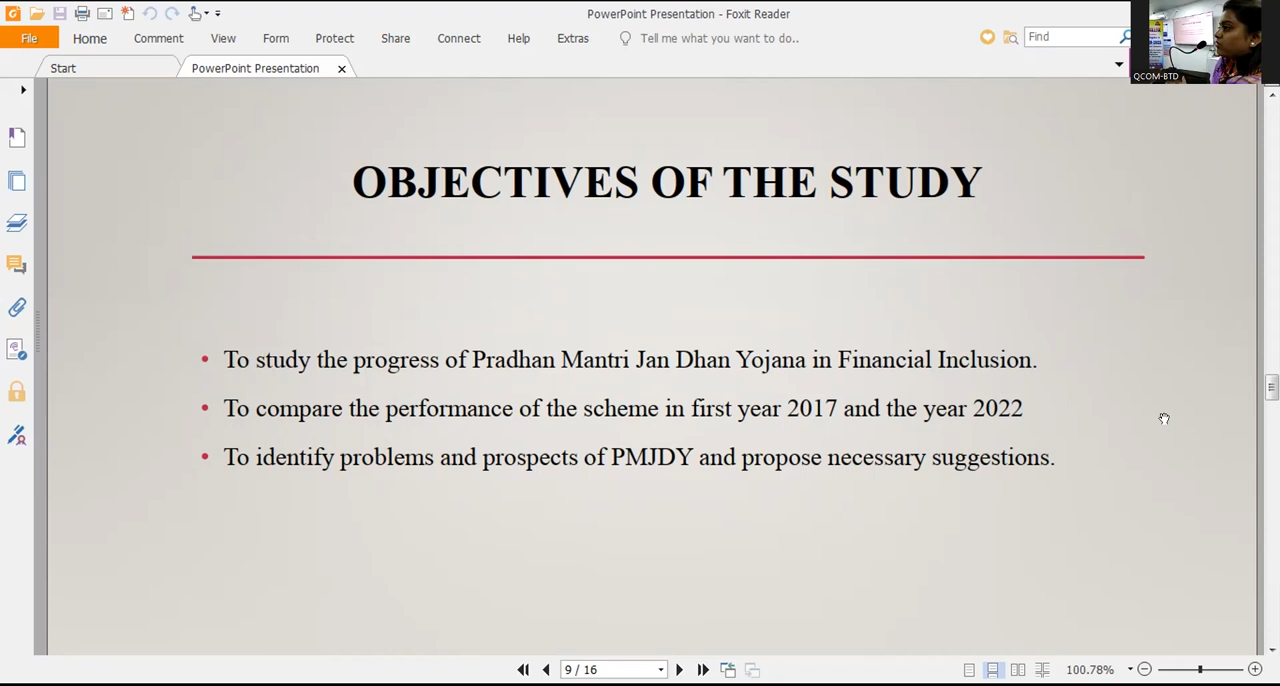 PowerPoint Presentation - Foxit Reader
File Home Comment View Form Protect Share Connect Help Extras Tell me what you want to do.. Find
Start PowerPoint Presentation
QCOM-BTD
OBJECTIVES OF THE STUDY
• To study the progress of Pradhan Mantri Jan Dhan Yojana in Financial Inclusion.
• To compare the performance of the scheme in first year 2017 and the year 2022
• To identify problems and prospects of PMJDY and propose necessary suggestions.
9 / 16 100.78%